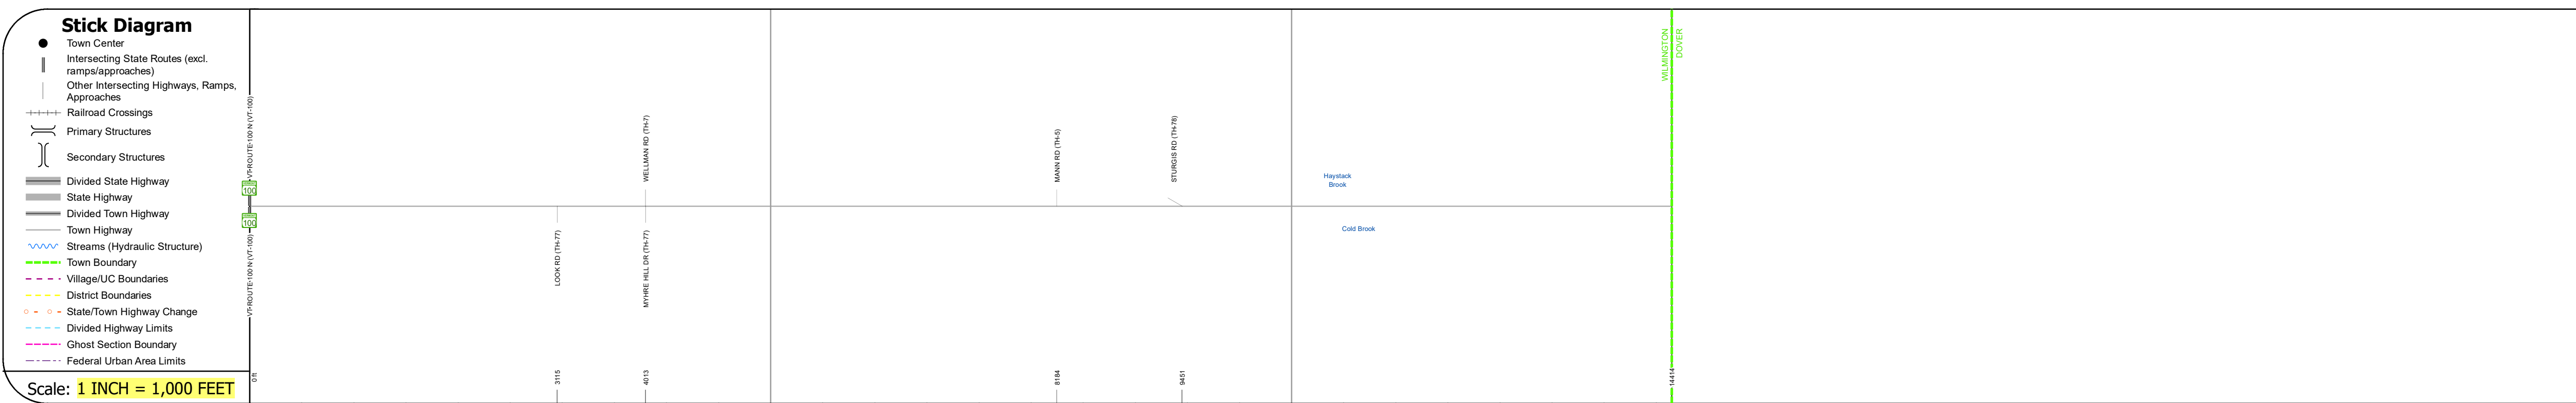 Stick Diagram
Town Center
Intersecting State Routes (excl.
ramps/approaches)
Other Intersecting Highways, Ramps,
Approaches
Railroad Crossings
Primary Structures
Secondary Structures
Divided State Highway
State Highway
Divided Town Highway
Town Highway
Streams (Hydraulic Structure)
Town Boundary
Village/UC Boundaries
District Boundaries
State/Town Highway Change
Divided Highway Limits
Ghost Section Boundary
Federal Urban Area Limits
Scale: 1 INCH = 1,000 FEET
VT-ROUTE-100 N (VT-100)
100
100
VT-ROUTE-100 N (VT-100)
0 ft
LOOK RD (TH-77)
3115
WELLMAN RD (TH-7)
MYHRE HILL DR (TH-77)
4013
MANN RD (TH-5)
8184
STURGIS RD (TH-78)
9451
Haystack
Brook
Cold Brook
WILMINGTON
DOVER
14414